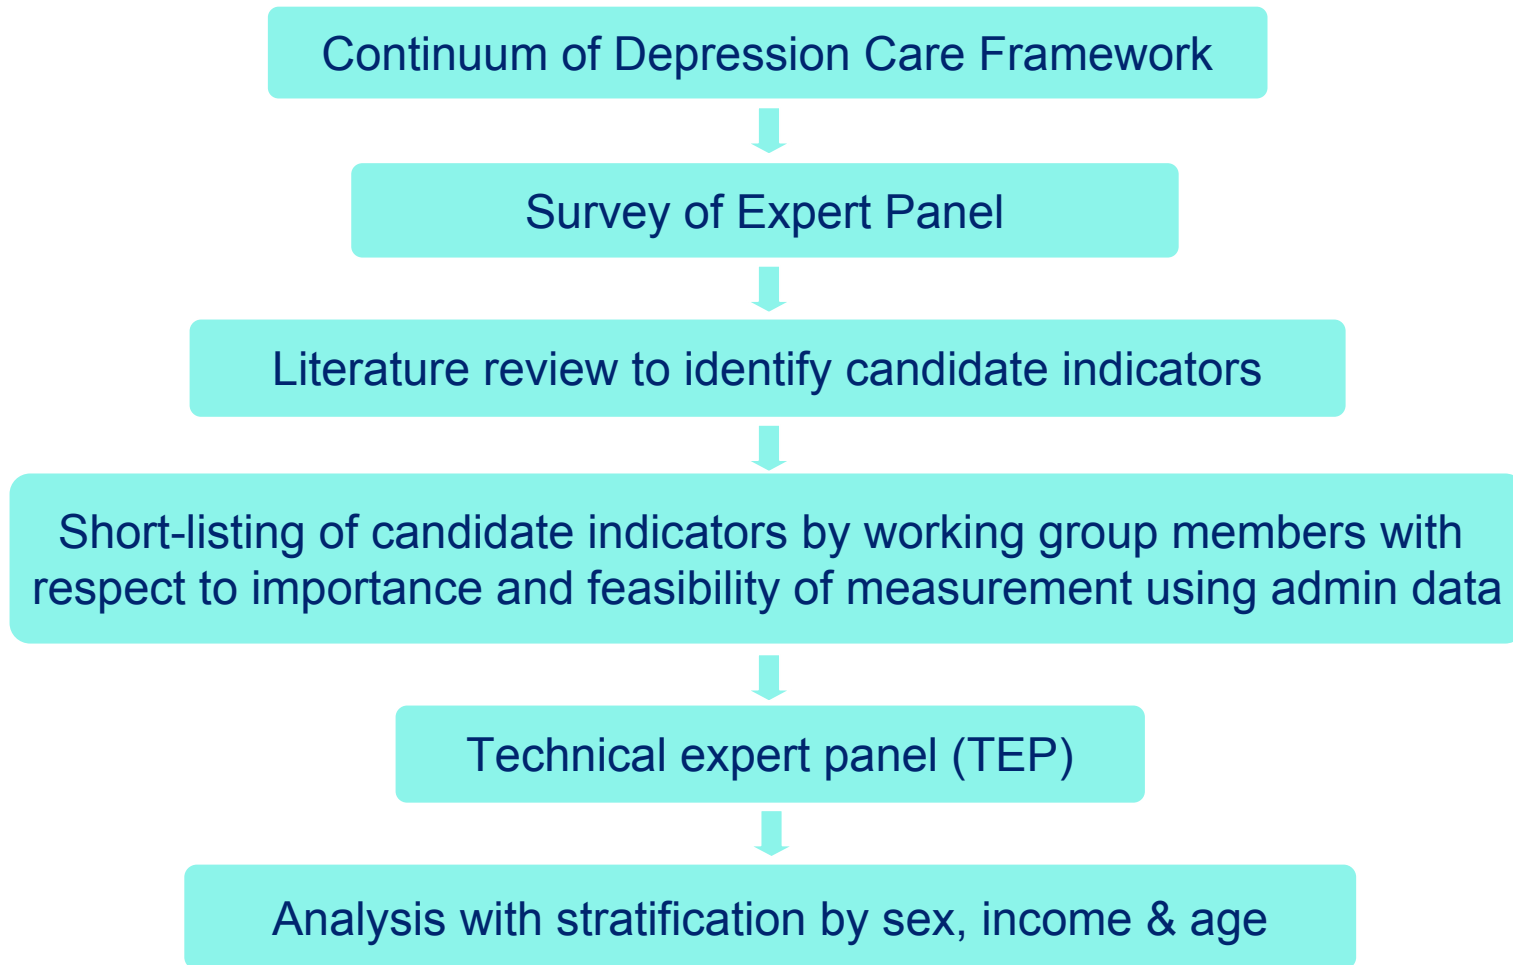 Continuum of Depression Care Framework
Survey of Expert Panel
Literature review to identify candidate indicators
Short-listing of candidate indicators by working group members with
respect to importance and feasibility of measurement using admin data
Technical expert panel (TEP)
Analysis with stratification by sex, income & age